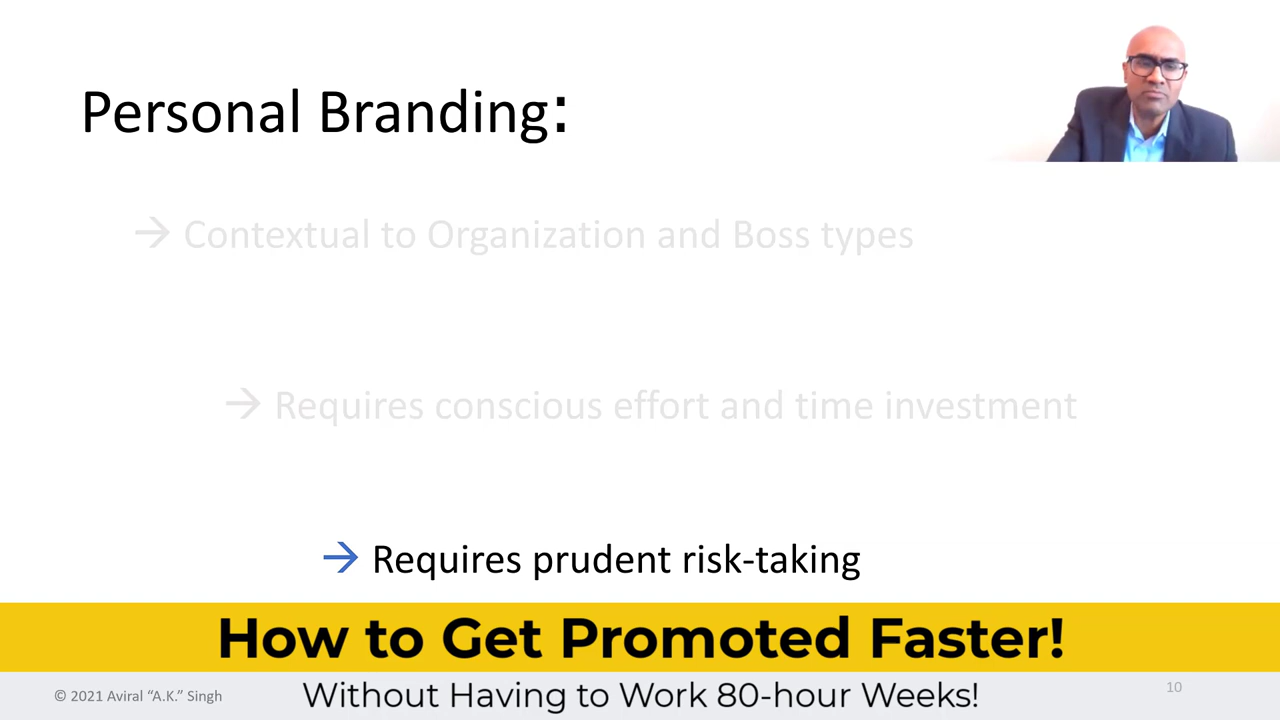 Personal Branding:
→ Contextual to Organization and Boss types
→ Requires conscious effort and time investment
→ Requires prudent risk-taking
How to Get Promoted Faster!
© 2021 Aviral “A.K.” Singh
Without Having to Work 80-hour Weeks!
10